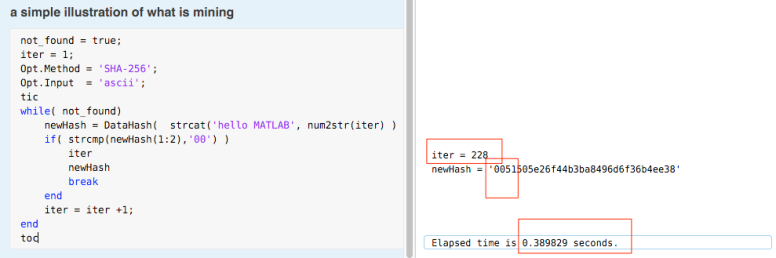 a simple illustration of what is mining
not_found = true;
iter = 1;
Opt.Method = 'SHA-256';
Opt.Input  = 'ascii';
tic
while( not_found)
    newHash = DataHash(  strcat('hello MATLAB', num2str(iter) )
    if( strcmp(newHash(1:2),'00') )
        iter
        newHash
        break
    end
    iter = iter +1;
end
toc
iter = 228
newHash = '0051505e26f44b3ba8496d6f36b4ee38'
Elapsed time is 0.389829 seconds.